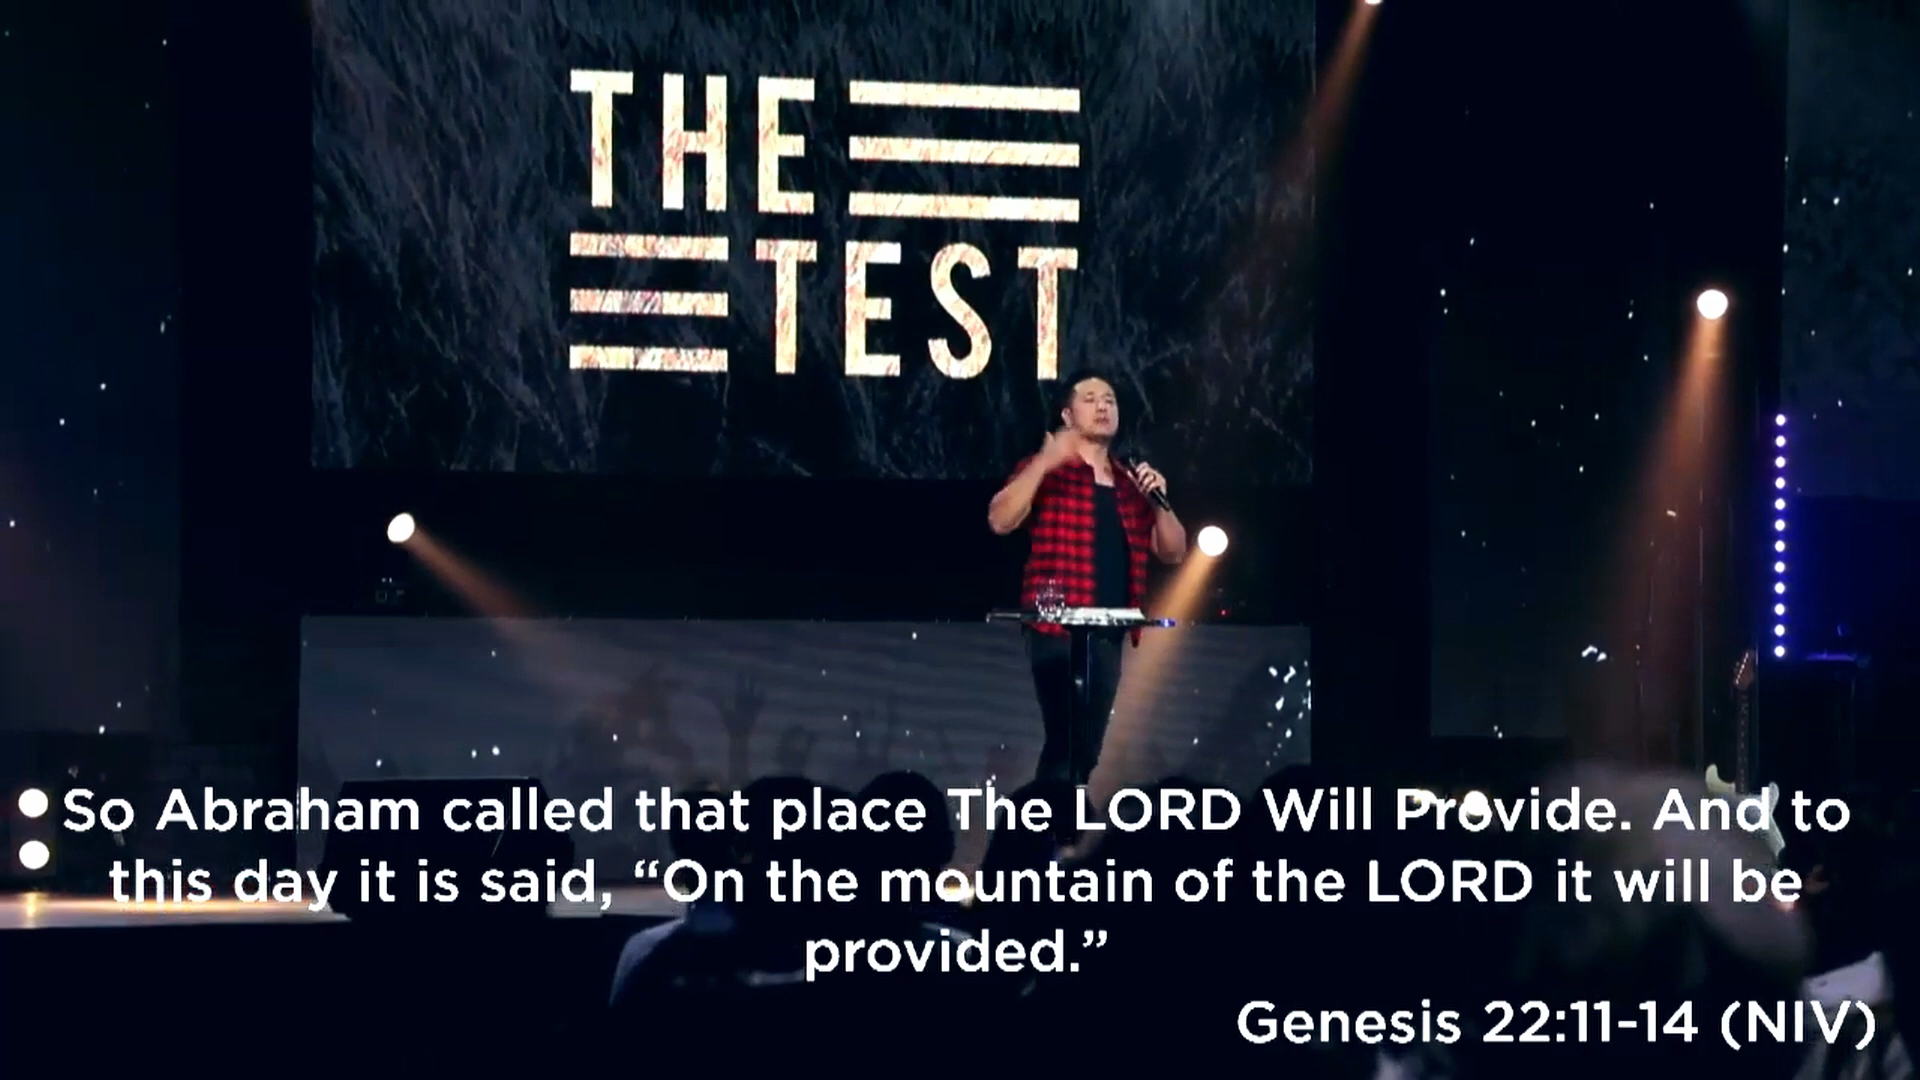 THE
TEST
So Abraham called that place The LORD Will Provide. And to
this day it is said, “On the mountain of the LORD it will be
provided.”
Genesis 22:11-14 (NIV)